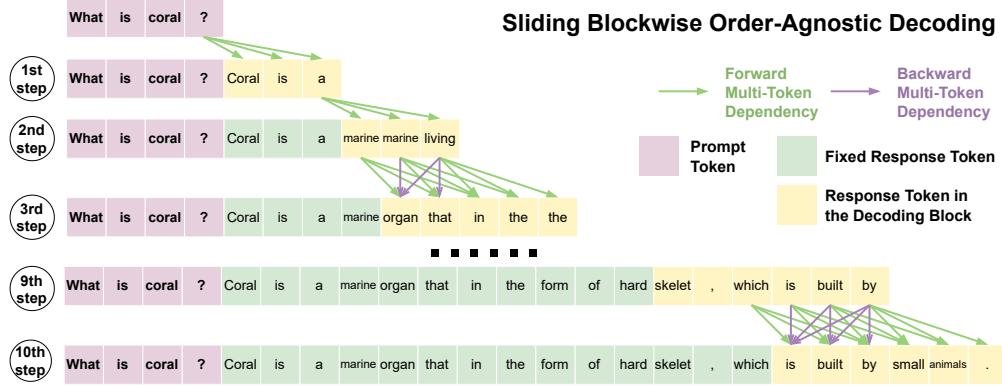 Sliding Blockwise Order-Agnostic Decoding
What is coral ?
1st step
What is coral ? Coral is a
Forward Multi-Token Dependency
Backward Multi-Token Dependency
2nd step
What is coral ? Coral is a marine marine living
Prompt Token
Fixed Response Token
Response Token in the Decoding Block
3rd step
What is coral ? Coral is a marine organ that in the the
9th step
What is coral ? Coral is a marine organ that in the form of hard skelet , which is built by
10th step
What is coral ? Coral is a marine organ that in the form of hard skelet , which is built by small animals .